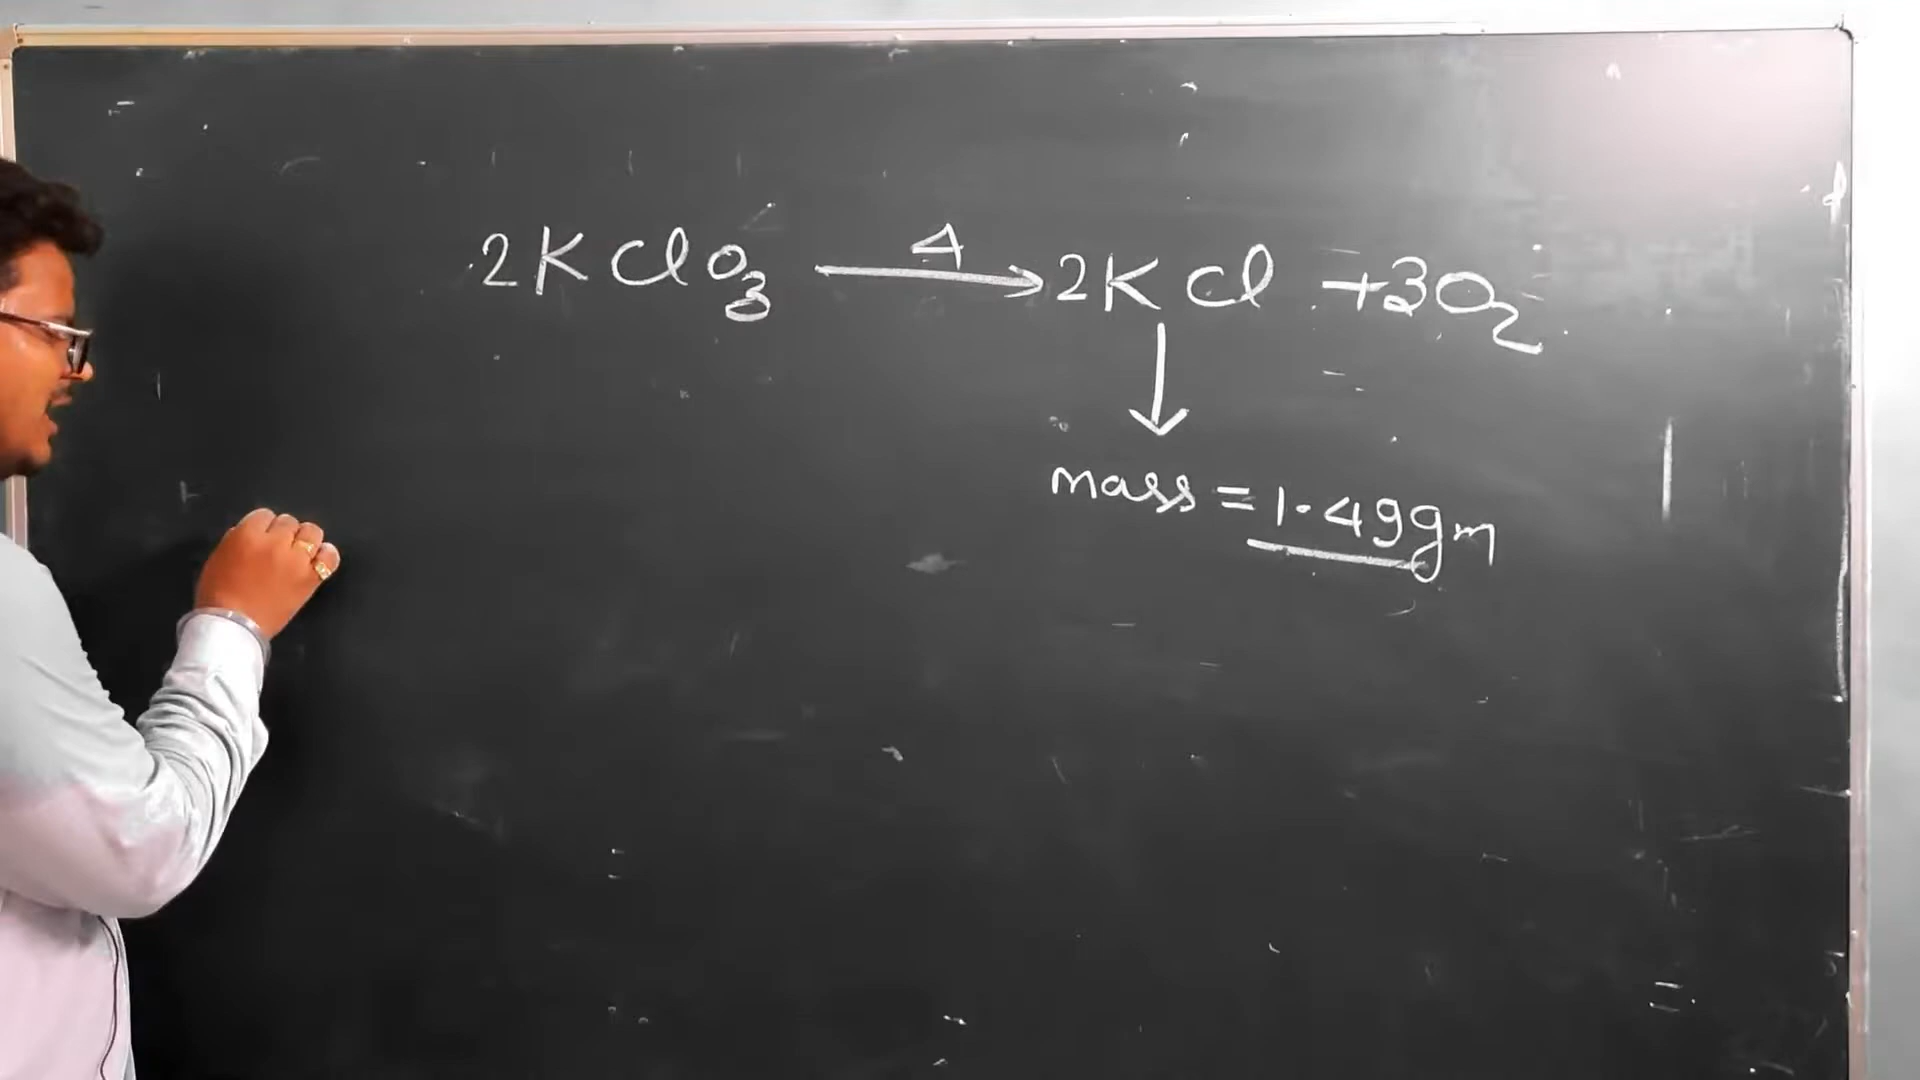 Δ
2KClO₃ → 2KCl + 3O₂
↓
mass = 1.49gm